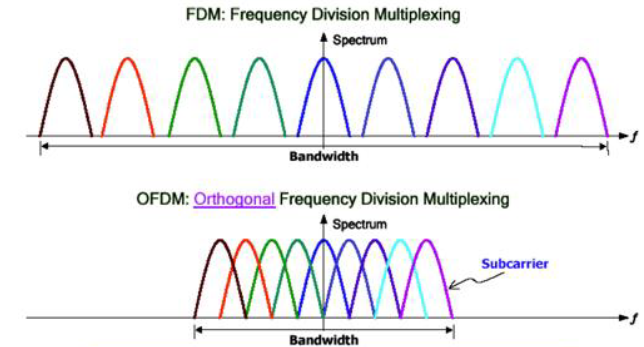 FDM: Frequency Division Multiplexing
Spectrum
f
Bandwidth
OFDM: Orthogonal Frequency Division Multiplexing
Spectrum
Subcarrier
f
Bandwidth